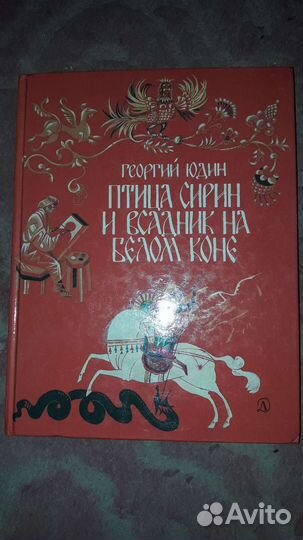 ГЕОРГИЙ ЮДИН
ПТИЦА СИРИН
И ВСАДНИК НА
БЕЛОМ КОНЕ
Д
Avito